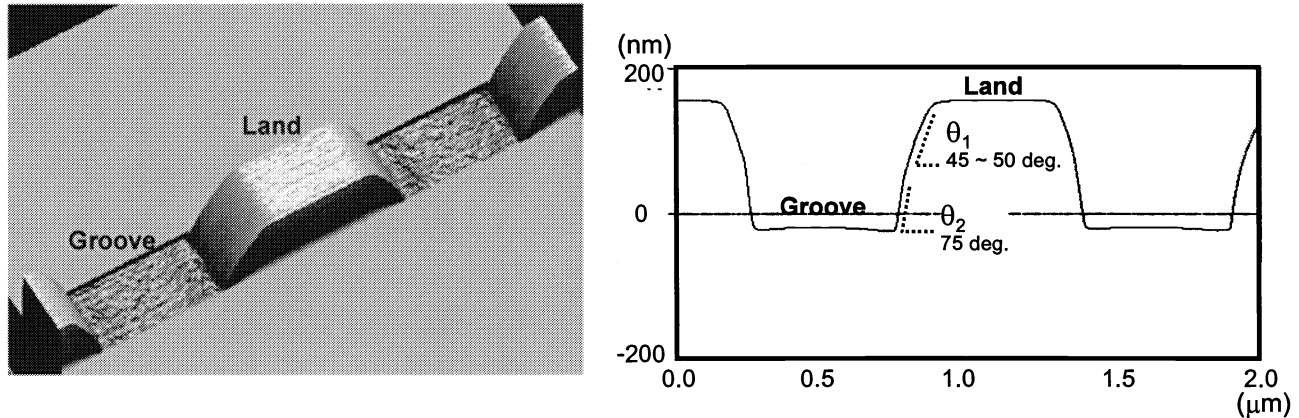 Land
Groove
(nm)
200
0
-200
Land
θ1
45 ~ 50 deg.
Groove
θ2
75 deg.
0.0 0.5 1.0 1.5 2.0
(μm)